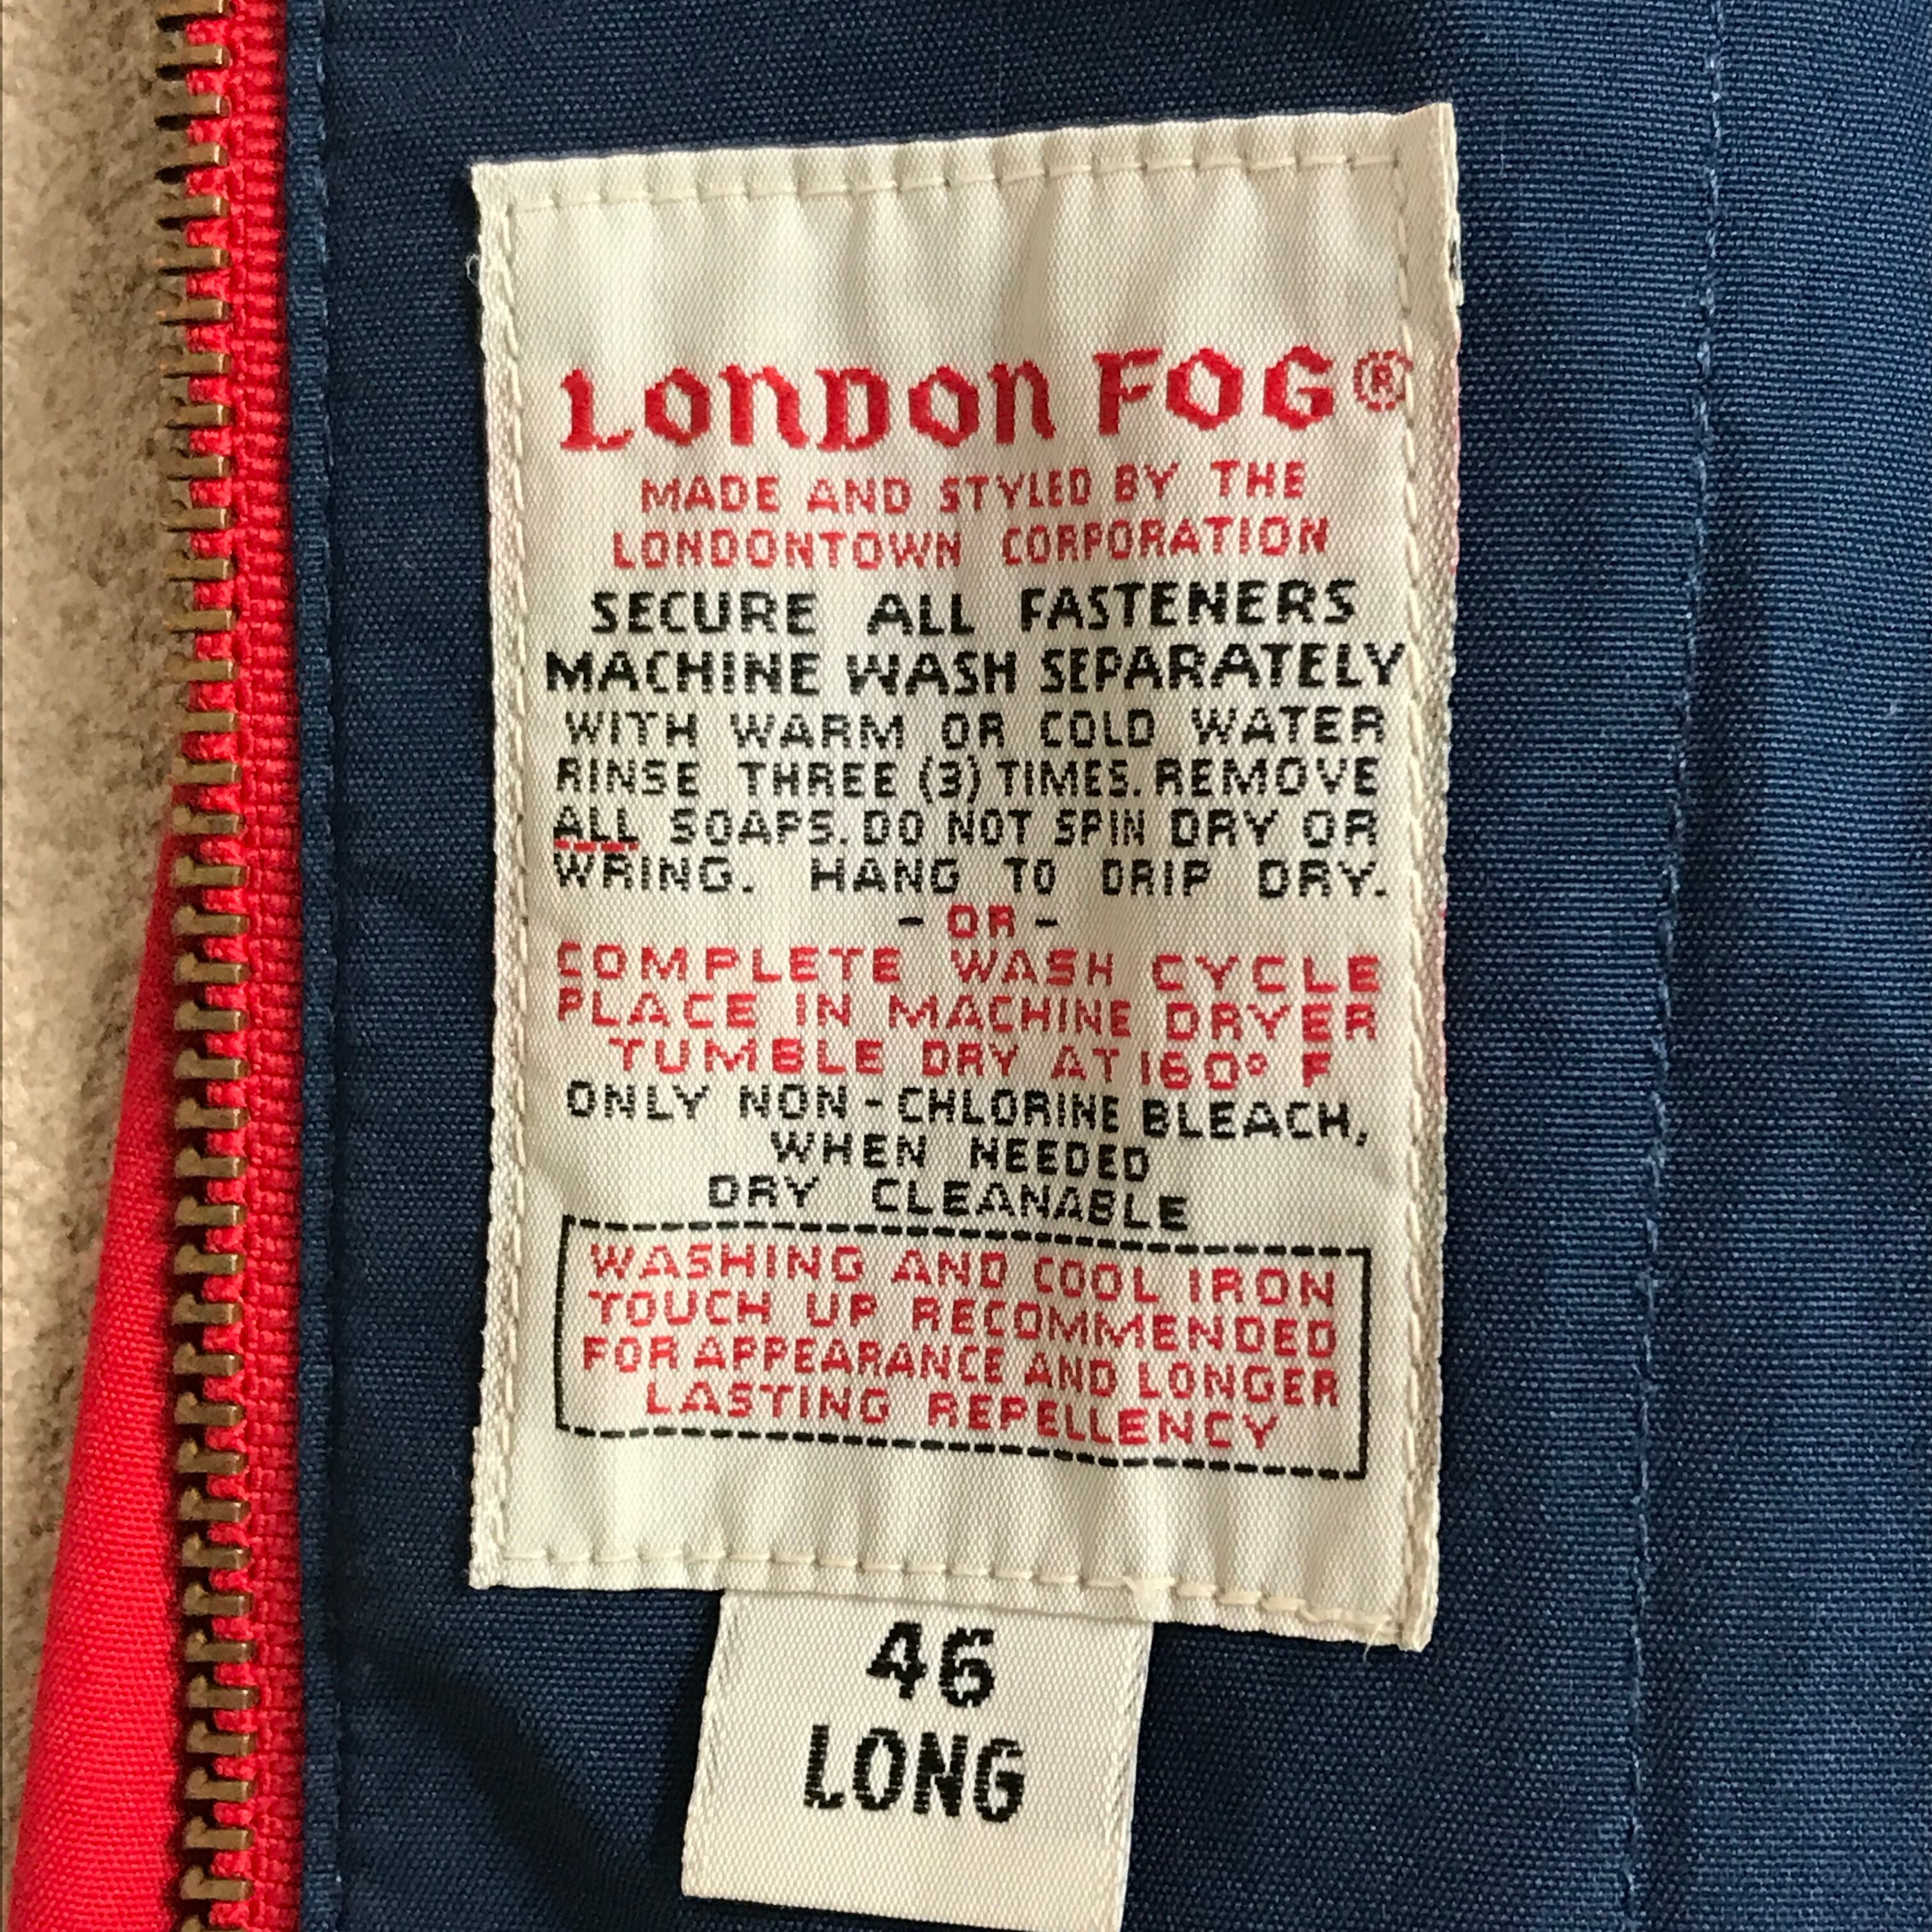 LONDON FOG®
MADE AND STYLED BY THE
LONDONTOWN CORPORATION
SECURE ALL FASTENERS
MACHINE WASH SEPARATELY
WITH WARM OR COLD WATER
RINSE THREE (3) TIMES. REMOVE
ALL SOAPS. DO NOT SPIN DRY OR
WRING. HANG TO DRIP DRY.
- OR -
COMPLETE WASH CYCLE
PLACE IN MACHINE DRYER
TUMBLE DRY AT 160° F
ONLY NON-CHLORINE BLEACH,
WHEN NEEDED
DRY CLEANABLE
WASHING AND COOL IRON
TOUCH UP RECOMMENDED
FOR APPEARANCE AND LONGER
LASTING REPELLENCY
46
LONG